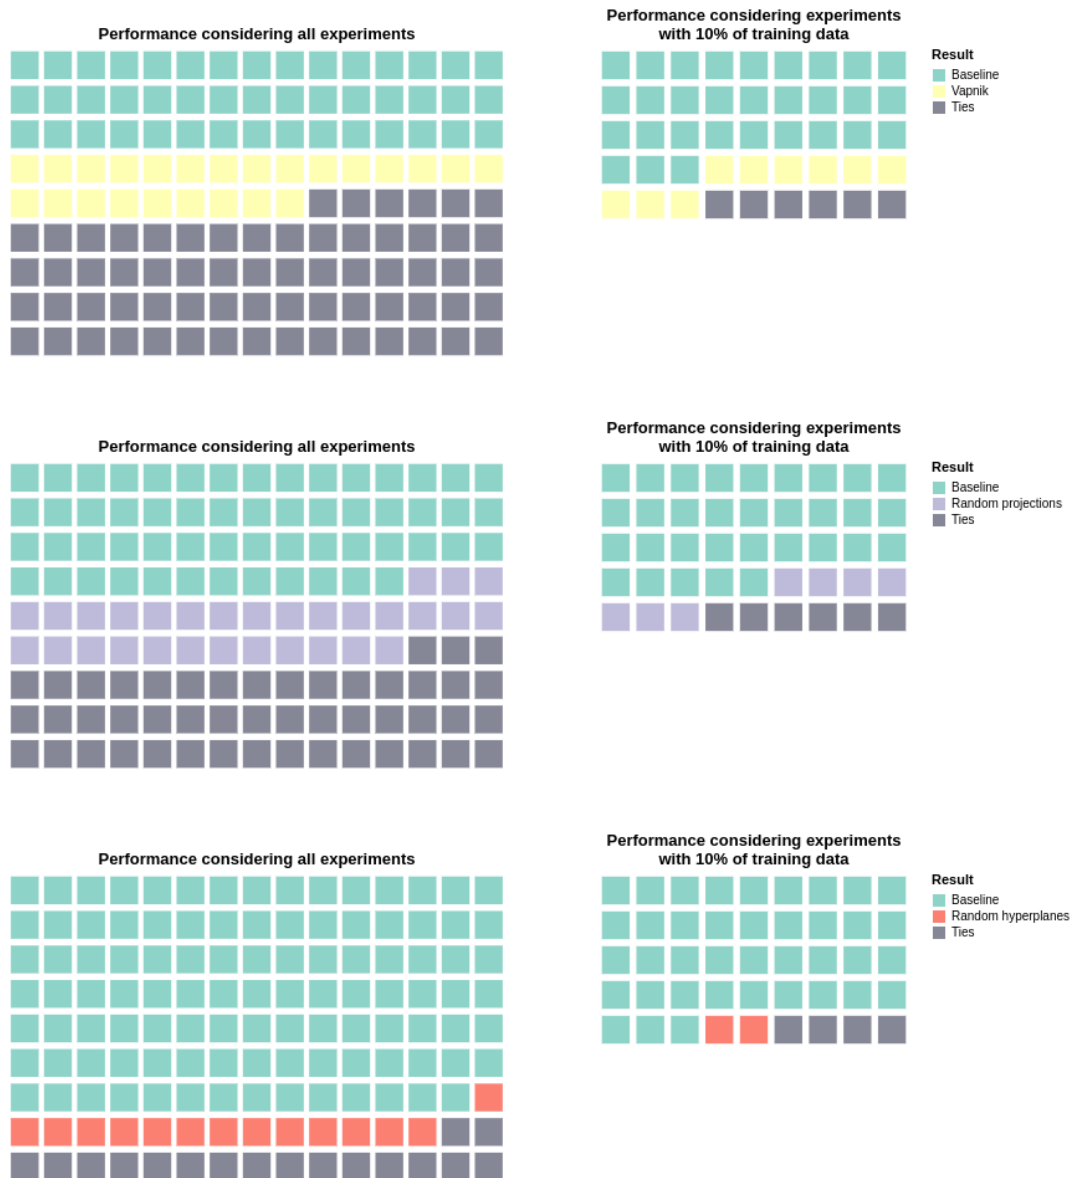 Performance considering all experiments
Performance considering experiments
with 10% of training data
Result
Baseline
Vapnik
Ties
Performance considering all experiments
Performance considering experiments
with 10% of training data
Result
Baseline
Random projections
Ties
Performance considering all experiments
Performance considering experiments
with 10% of training data
Result
Baseline
Random hyperplanes
Ties